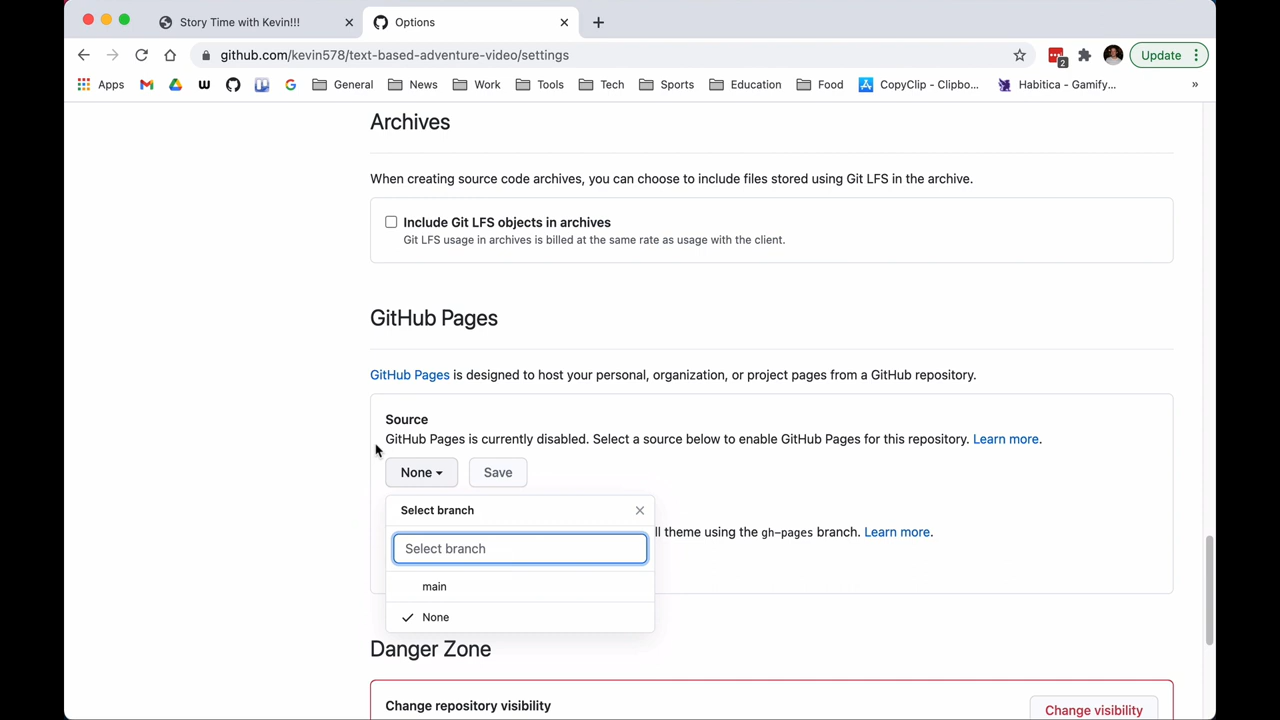 Story Time with Kevin!!!
Options
github.com/kevin578/text-based-adventure-video/settings
2
Update
Apps
General
News
Work
Tools
Tech
Sports
Education
Food
CopyClip - Clipbo...
Habitica - Gamify...
»
Archives
When creating source code archives, you can choose to include files stored using Git LFS in the archive.
Include Git LFS objects in archives
Git LFS usage in archives is billed at the same rate as usage with the client.
GitHub Pages
GitHub Pages is designed to host your personal, organization, or project pages from a GitHub repository.
Source
GitHub Pages is currently disabled. Select a source below to enable GitHub Pages for this repository. Learn more.
None
Save
Select branch
Select branch
ll theme using the gh-pages branch. Learn more.
main
None
Danger Zone
Change repository visibility
Change visibility